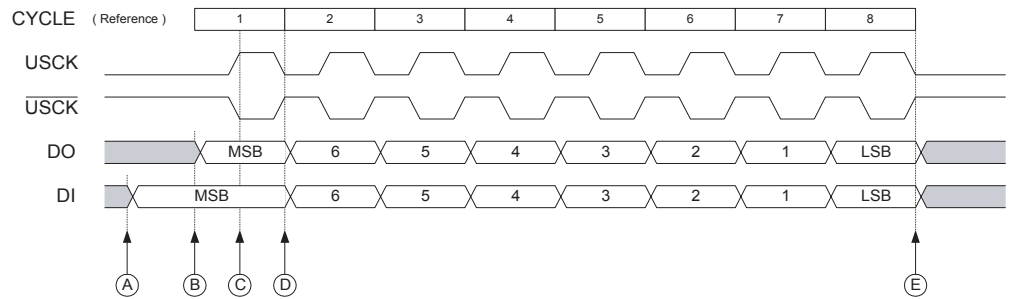 CYCLE ( Reference ) 1 2 3 4 5 6 7 8
USCK
USCK
DO MSB 6 5 4 3 2 1 LSB
DI MSB 6 5 4 3 2 1 LSB
A B C D E